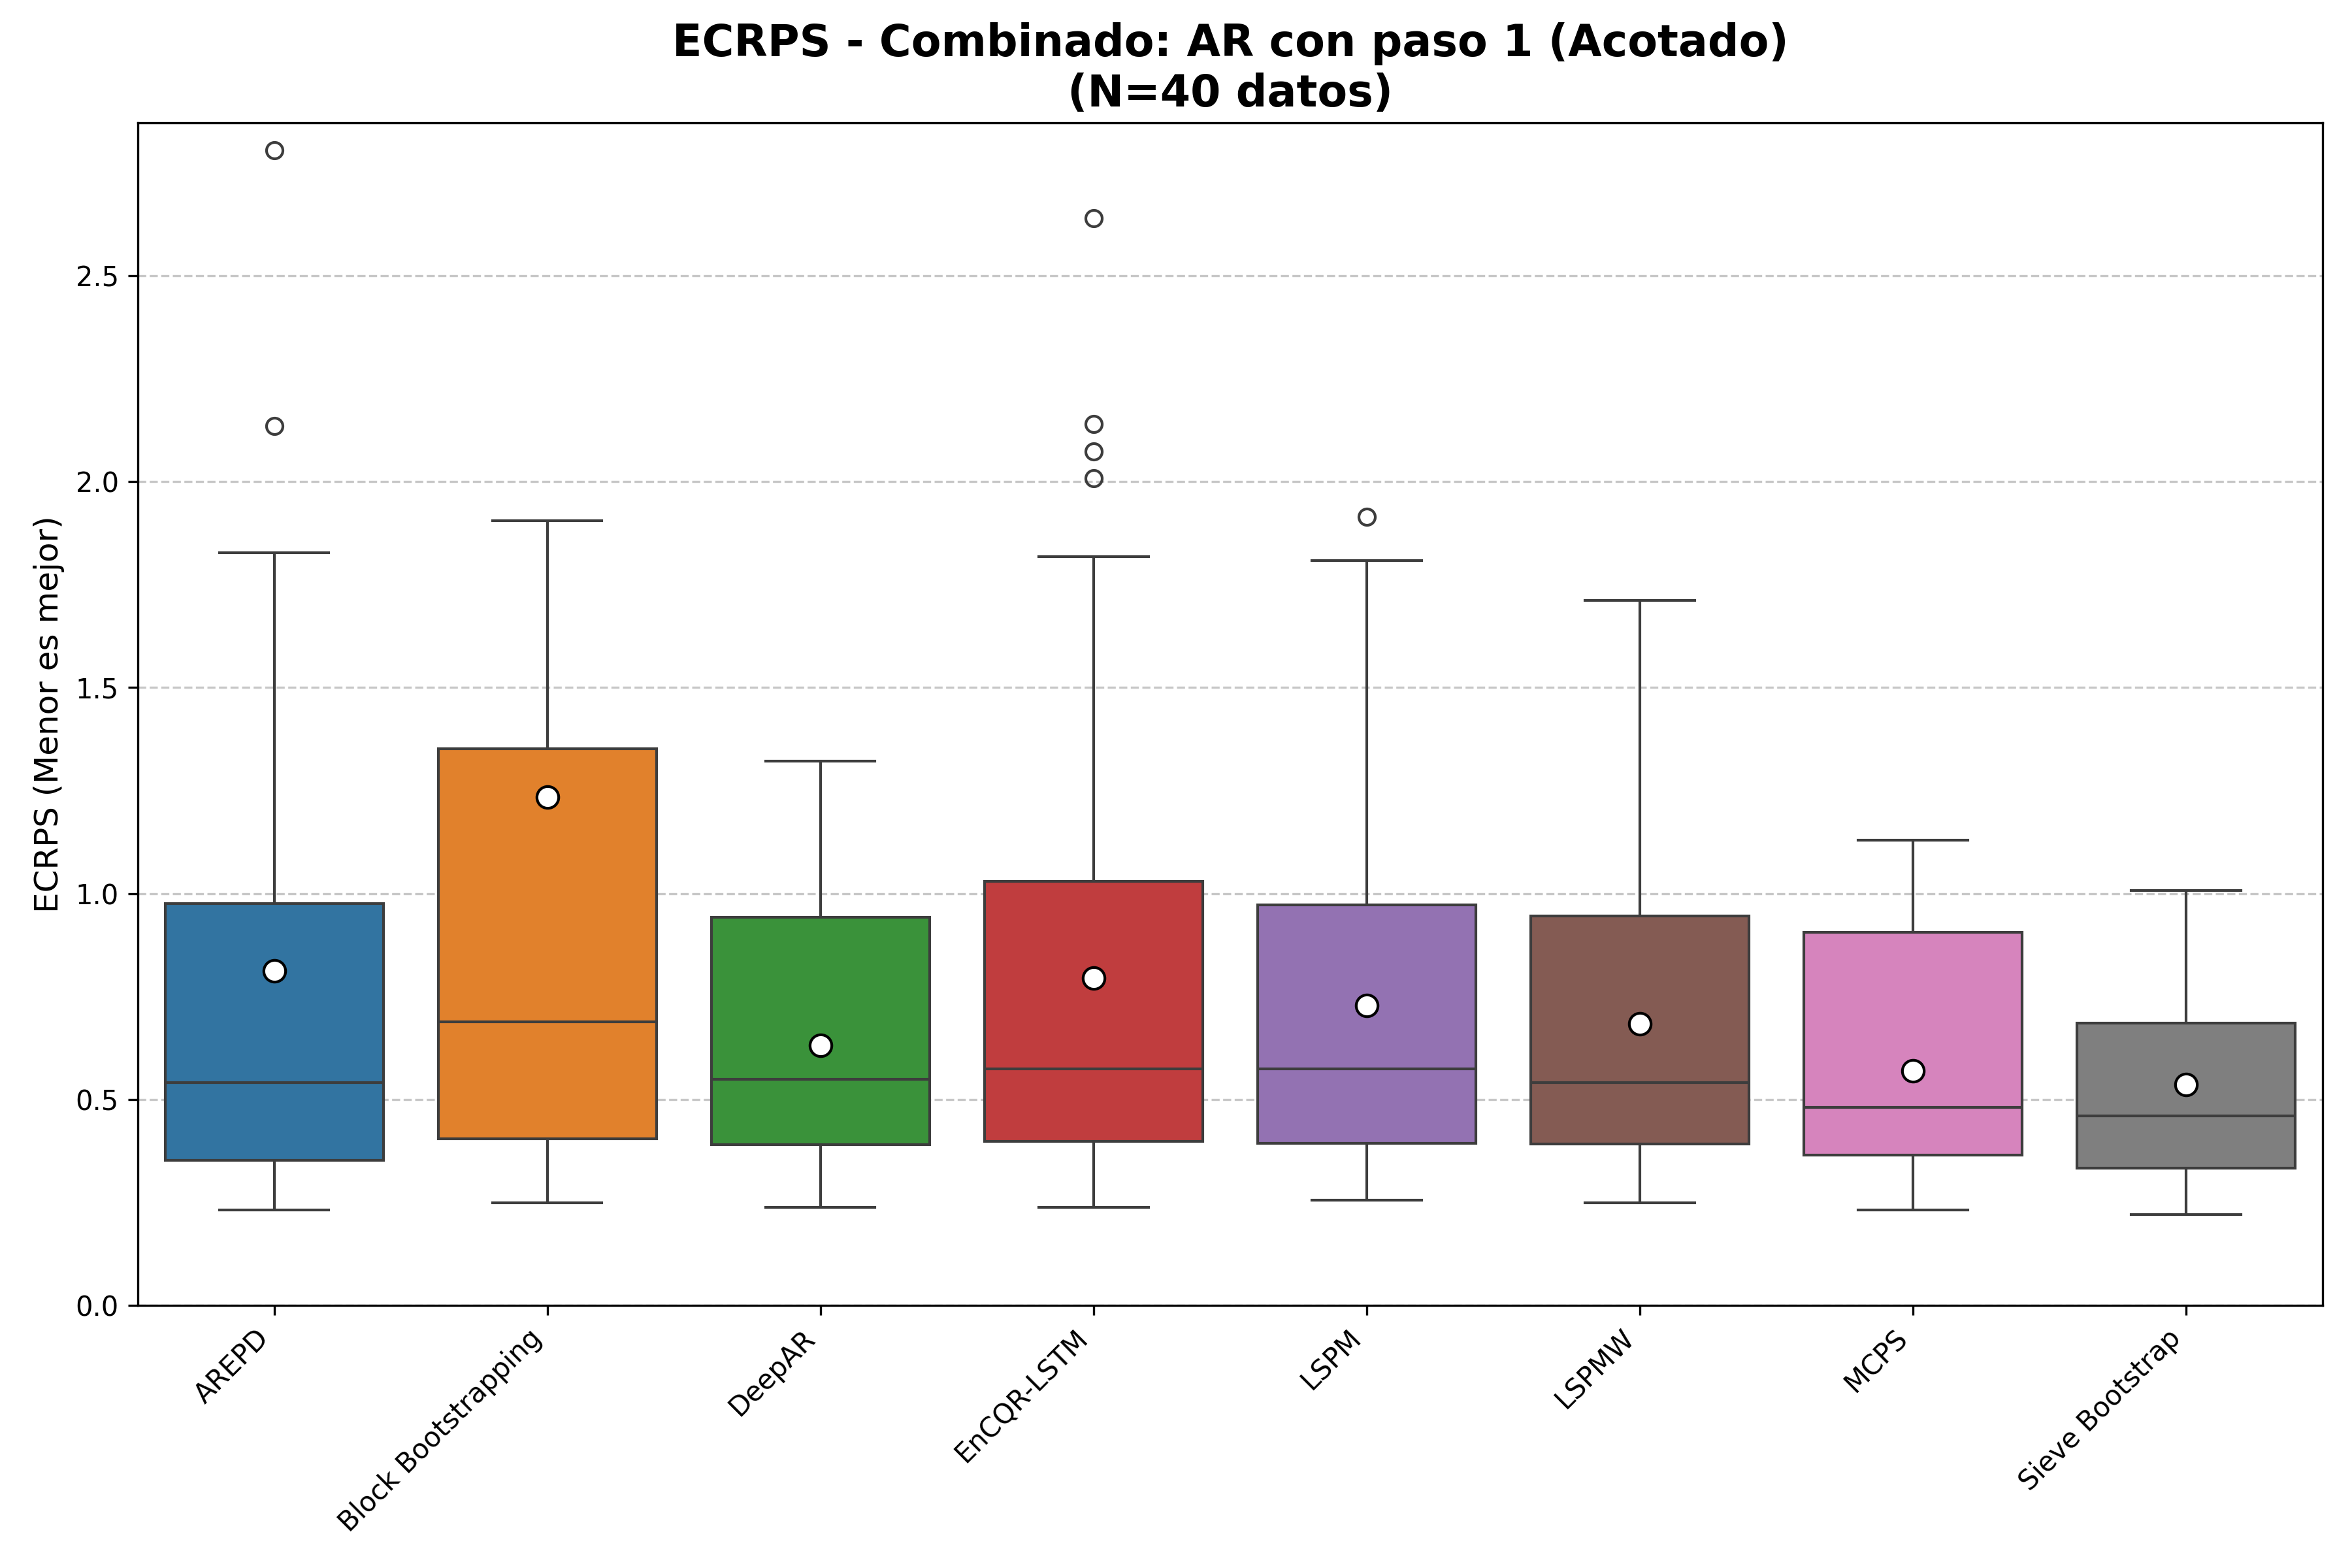 ECRPS - Combinado: AR con paso 1 (Acotado)
(N=40 datos)
ECRPS (Menor es mejor)
2.5
2.0
1.5
1.0
0.5
0.0
AREPD
Block Bootstrapping
DeepAR
EnCQR-LSTM
LSPM
LSPMW
MCPS
Sieve Bootstrap